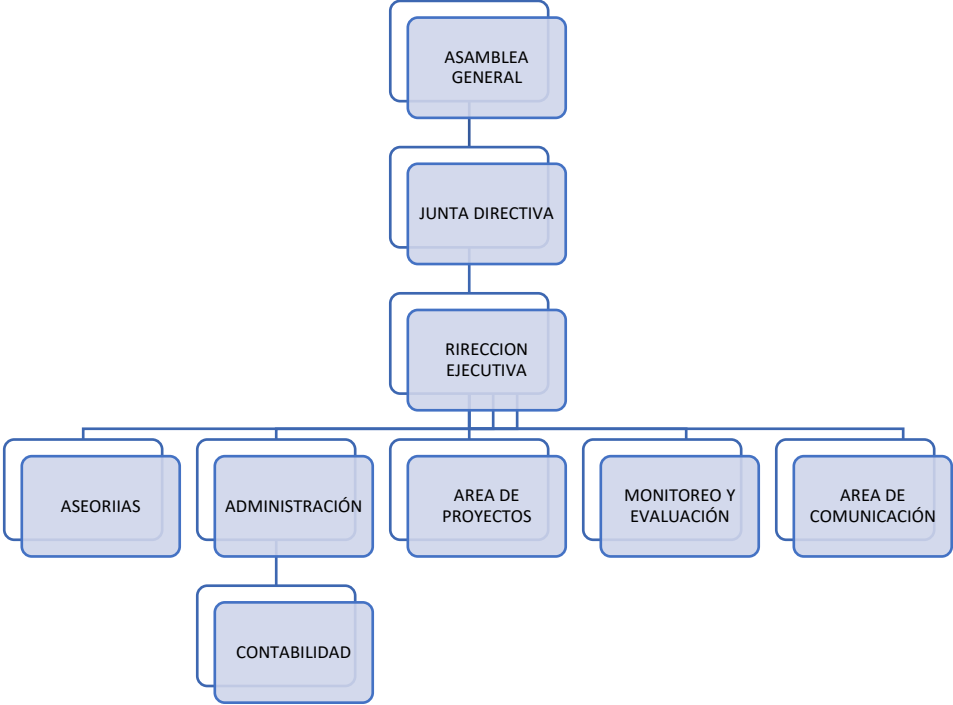 ASAMBLEA
GENERAL
JUNTA DIRECTIVA
RIRECCION
EJECUTIVA
ASEORIIAS
ADMINISTRACIÓN
AREA DE
PROYECTOS
MONITOREO Y
EVALUACIÓN
AREA DE
COMUNICACIÓN
CONTABILIDAD